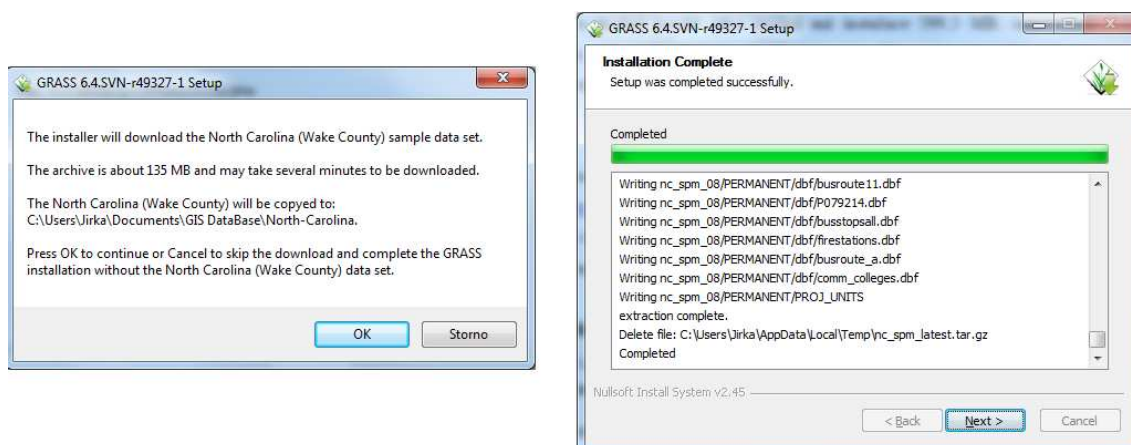 GRASS 6.4.SVN-r49327-1 Setup
The installer will download the North Carolina (Wake County) sample data set.
The archive is about 135 MB and may take several minutes to be downloaded.
The North Carolina (Wake County) will be copyed to:
C:\Users\Jirka\Documents\GIS DataBase\North-Carolina.
Press OK to continue or Cancel to skip the download and complete the GRASS
installation without the North Carolina (Wake County) data set.
OK
Storno
GRASS 6.4.SVN-r49327-1 Setup
Installation Complete
Setup was completed successfully.
Completed
Writing nc_spm_08/PERMANENT/dbf/busroute11.dbf
Writing nc_spm_08/PERMANENT/dbf/P079214.dbf
Writing nc_spm_08/PERMANENT/dbf/busstopsall.dbf
Writing nc_spm_08/PERMANENT/dbf/firestations.dbf
Writing nc_spm_08/PERMANENT/dbf/busroute_a.dbf
Writing nc_spm_08/PERMANENT/dbf/comm_colleges.dbf
Writing nc_spm_08/PERMANENT/PROJ_UNITS
extraction complete.
Delete file: C:\Users\Jirka\AppData\Local\Temp\nc_spm_latest.tar.gz
Completed
Nullsoft Install System v2.45
< Back
Next >
Cancel